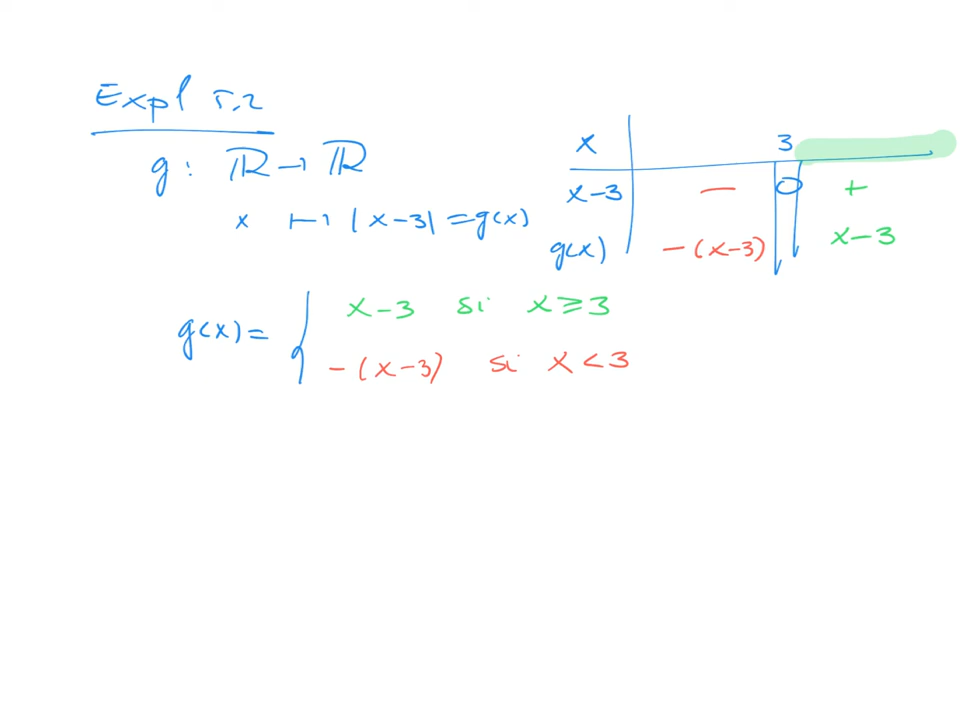 Expl 5.2
g : ℝ → ℝ
x ↦ |x-3| = g(x)
x 3
x-3 - 0 +
g(x) -(x-3) x-3
g(x) = { x-3 si x ≥ 3
-(x-3) si x < 3